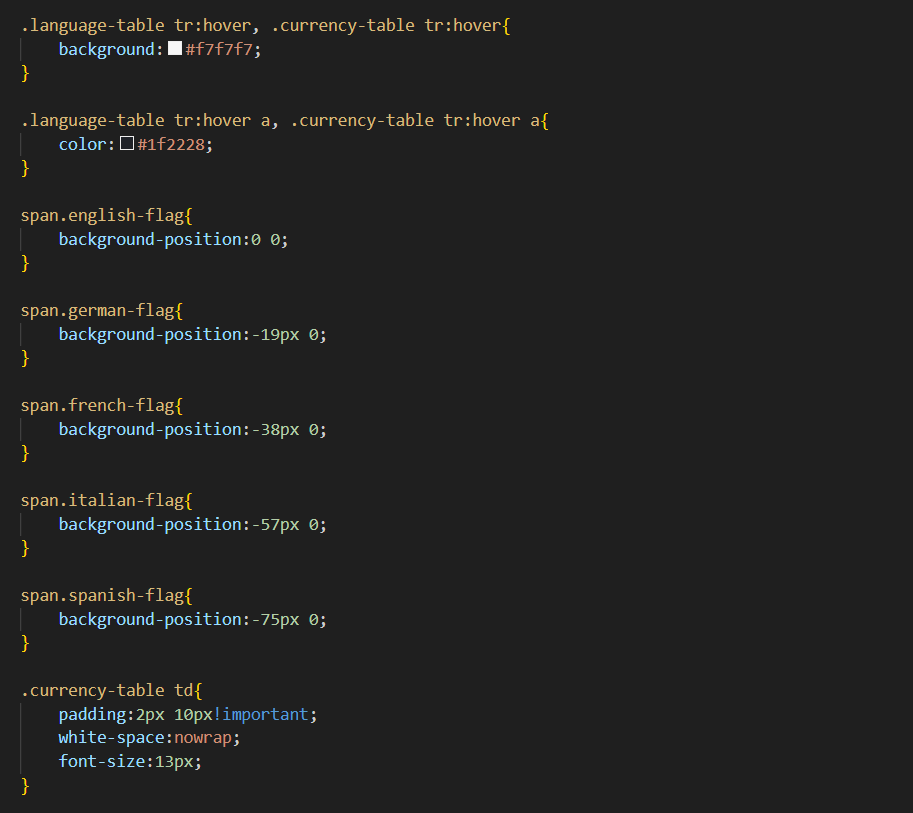 .language-table tr:hover, .currency-table tr:hover{
    background:#f7f7f7;
}

.language-table tr:hover a, .currency-table tr:hover a{
    color:#1f2228;
}

span.english-flag{
    background-position:0 0;
}

span.german-flag{
    background-position:-19px 0;
}

span.french-flag{
    background-position:-38px 0;
}

span.italian-flag{
    background-position:-57px 0;
}

span.spanish-flag{
    background-position:-75px 0;
}

.currency-table td{
    padding:2px 10px!important;
    white-space:nowrap;
    font-size:13px;
}